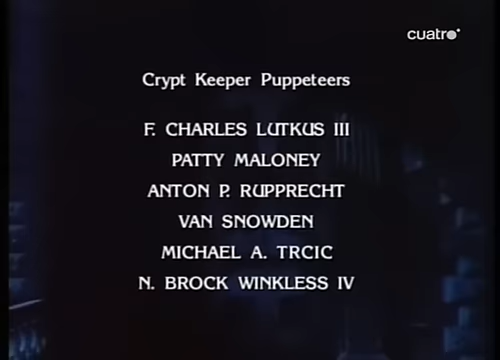 cuatro
Crypt Keeper Puppeteers
F. CHARLES LUTKUS III
PATTY MALONEY
ANTON P. RUPPRECHT
VAN SNOWDEN
MICHAEL A. TRCIC
N. BROCK WINKLESS IV